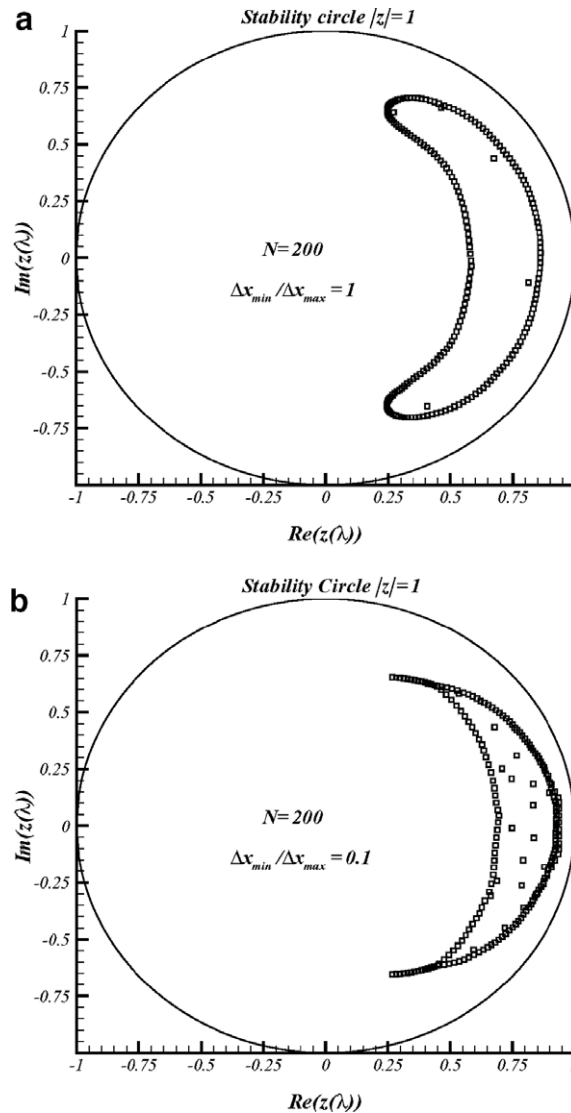 a
Stability circle |z|=1
1
0.75
0.5
0.25
0
-0.25
-0.5
-0.75
Im(z(λ))
N=200
Δx_min /Δx_max = 1
-1 -0.75 -0.5 -0.25 0 0.25 0.5 0.75
Re(z(λ))
b
Stability Circle |z|=1
1
0.75
0.5
0.25
0
-0.25
-0.5
-0.75
Im(z(λ))
N=200
Δx_min /Δx_max = 0.1
-1 -0.75 -0.5 -0.25 0 0.25 0.5 0.75
Re(z(λ))